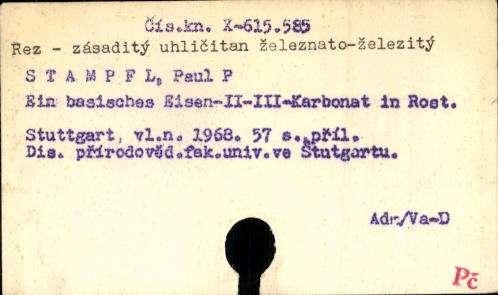 Čís.kn. X-615.585
Rez - zásaditý uhličitan železnato-železitý
S T A M P F L, Paul P
Ein basisches Eisen-II-III-Karbonat in Rost.
Stuttgart, vl.n. 1968. 57 s., příl.
Dis. přírodověd.fak.univ.ve Štutgartu.
Adr/Va-D
Pč